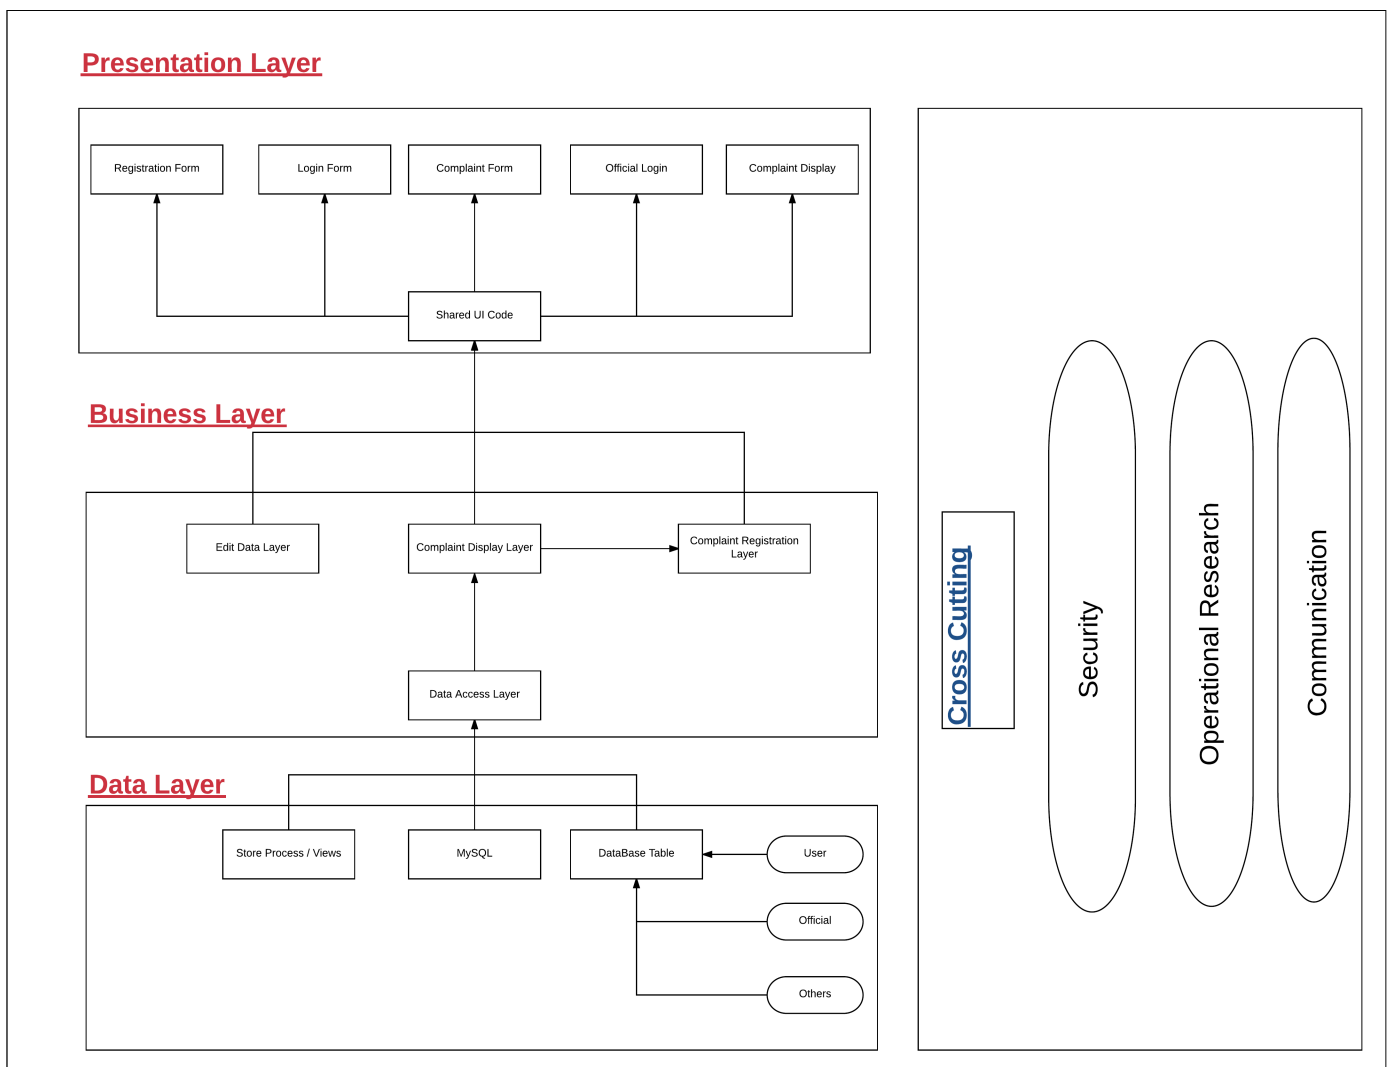 Presentation Layer
Registration Form
Login Form
Complaint Form
Official Login
Complaint Display
Shared UI Code
Business Layer
Edit Data Layer
Complaint Display Layer
Complaint Registration
Layer
Data Access Layer
Data Layer
Store Process / Views
MySQL
DataBase Table
User
Official
Others
Cross Cutting
Security
Operational Research
Communication